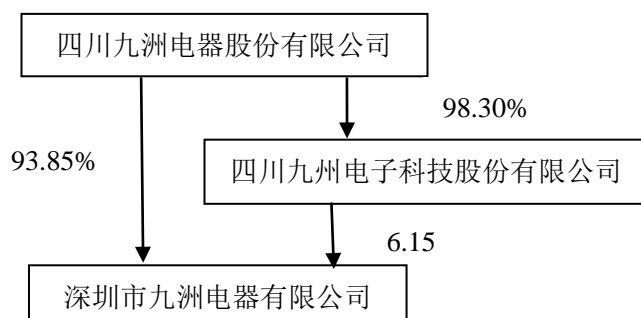 四川九洲电器股份有限公司
98.30%
93.85%
四川九州电子科技股份有限公司
6.15
深圳市九洲电器有限公司